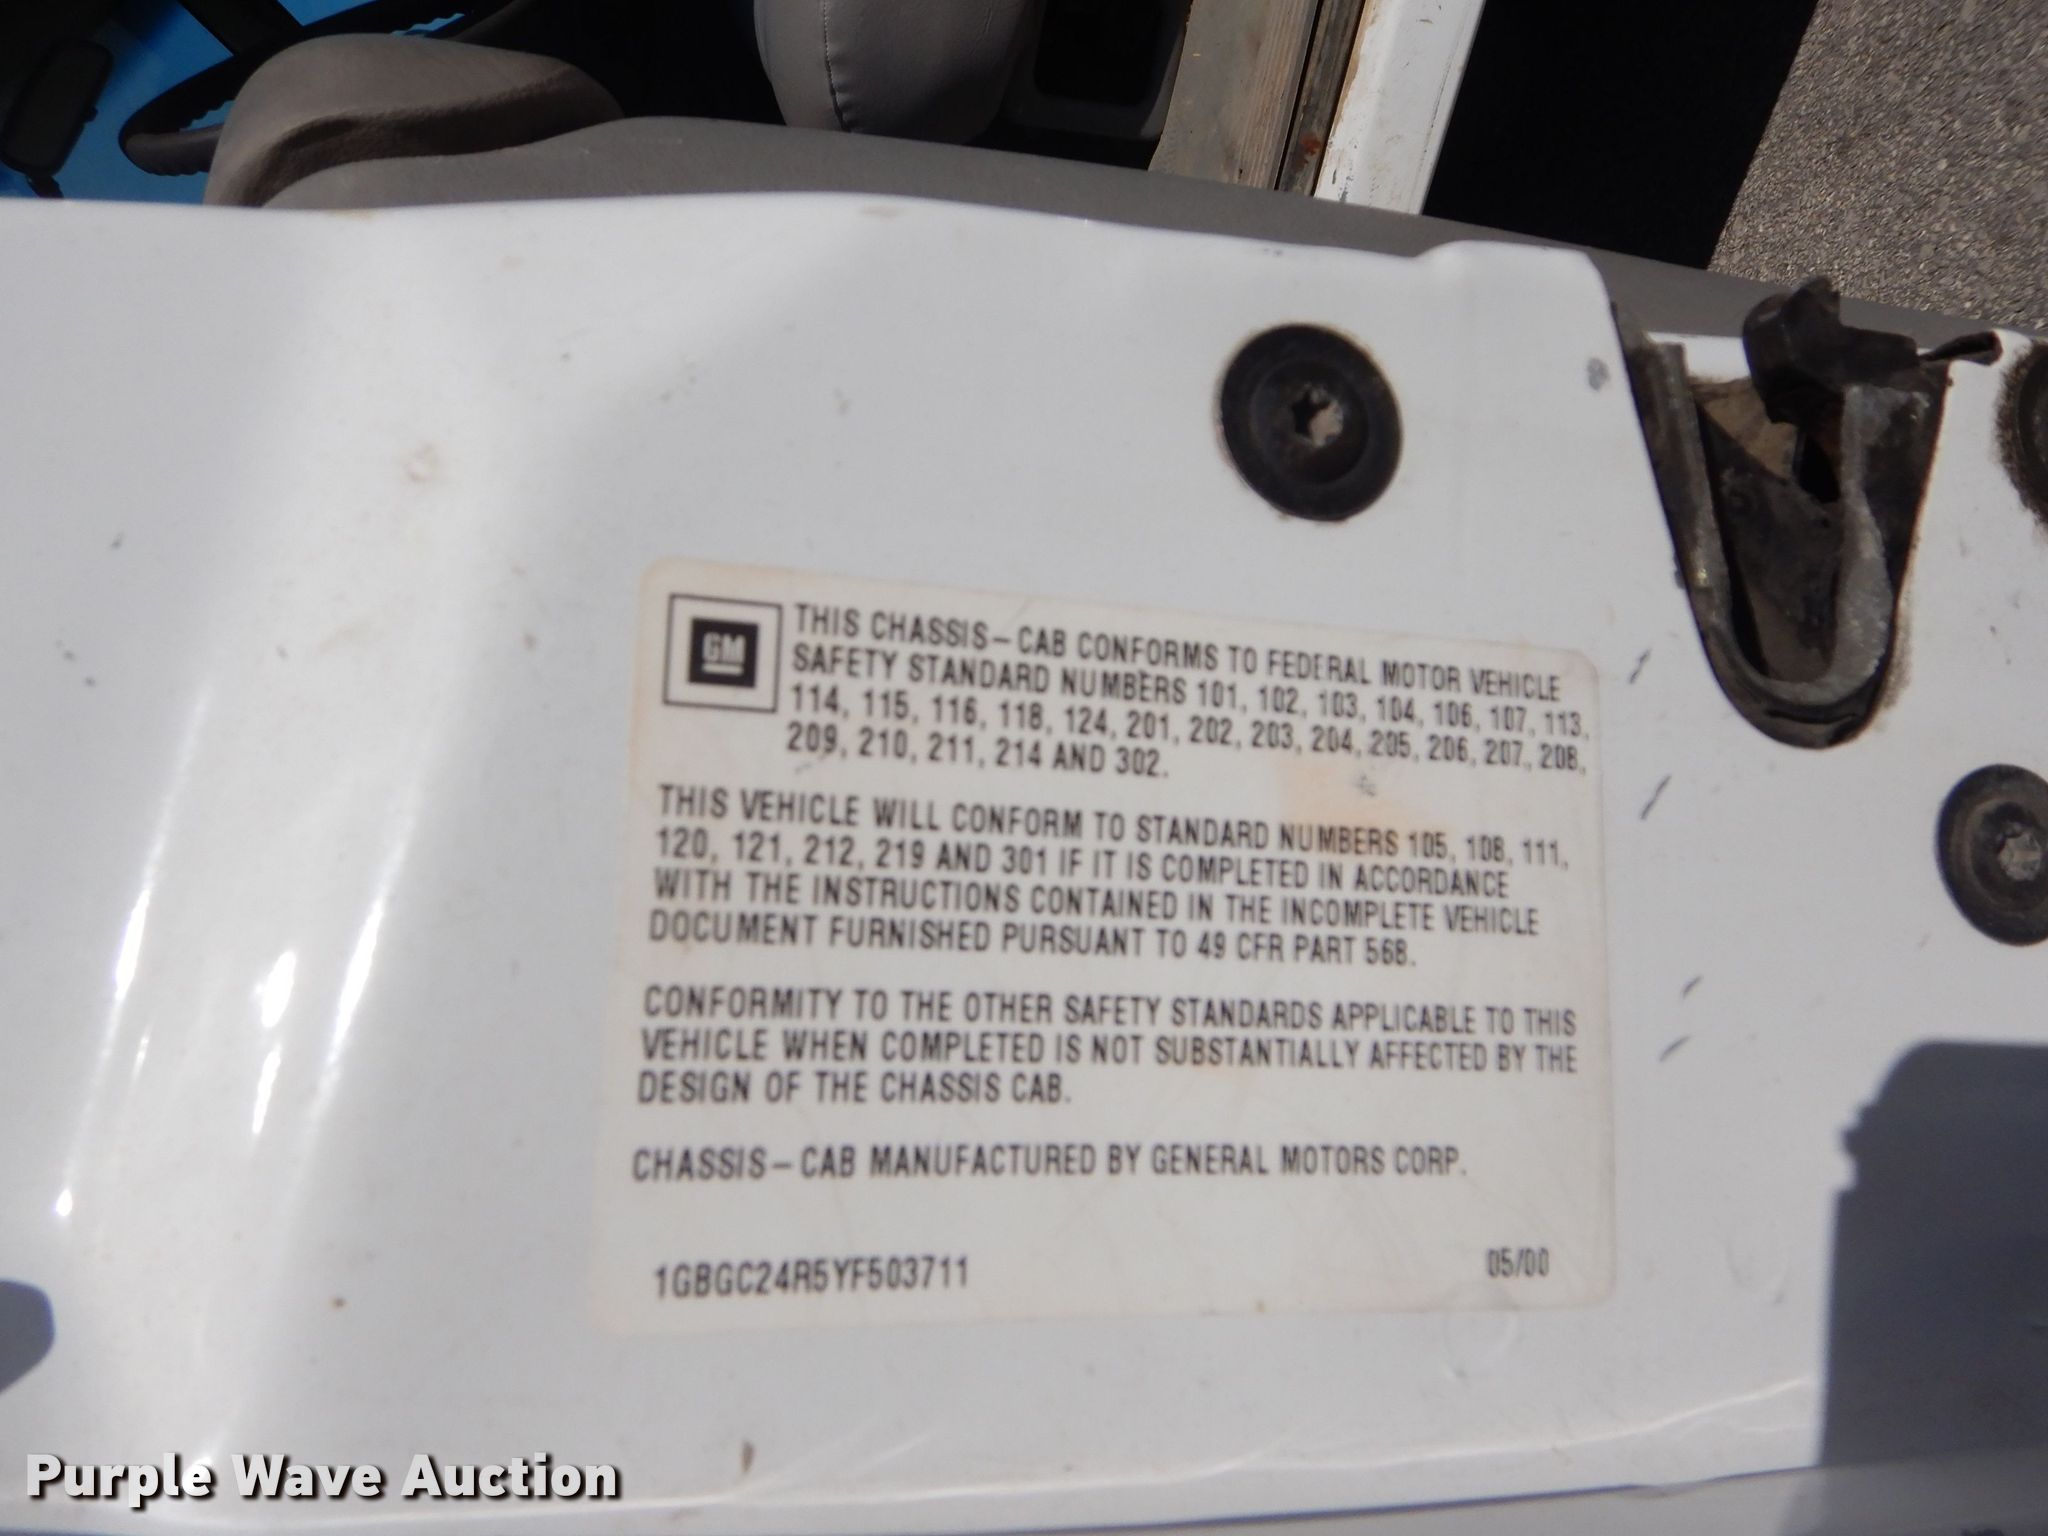 GM
THIS CHASSIS-CAB CONFORMS TO FEDERAL MOTOR VEHICLE
SAFETY STANDARD NUMBERS 101, 102, 103, 104, 106, 107, 113,
114, 115, 116, 118, 124, 201, 202, 203, 204, 205, 206, 207, 208,
209, 210, 211, 214 AND 302.
THIS VEHICLE WILL CONFORM TO STANDARD NUMBERS 105, 108, 111,
120, 121, 212, 219 AND 301 IF IT IS COMPLETED IN ACCORDANCE
WITH THE INSTRUCTIONS CONTAINED IN THE INCOMPLETE VEHICLE
DOCUMENT FURNISHED PURSUANT TO 49 CFR PART 568.
CONFORMITY TO THE OTHER SAFETY STANDARDS APPLICABLE TO THIS
VEHICLE WHEN COMPLETED IS NOT SUBSTANTIALLY AFFECTED BY THE
DESIGN OF THE CHASSIS CAB.
CHASSIS-CAB MANUFACTURED BY GENERAL MOTORS CORP.
1GBGC24R5YF503711 05/00
Purple Wave Auction